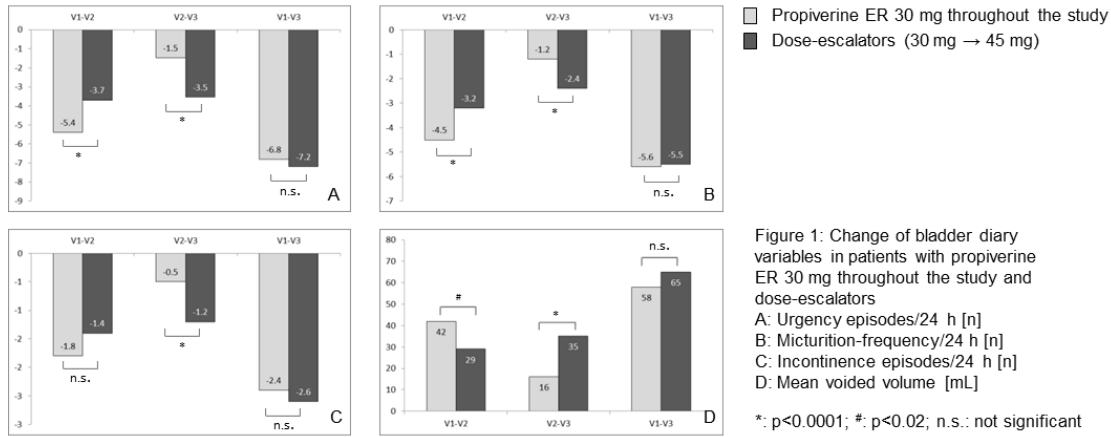 V1-V2 V2-V3 V1-V3
0
-1
-2
-3
-4
-5
-6
-7
-8
-9
-5.4 -3.7 -1.5 -3.5 -6.8 -7.2
* * n.s.
A
V1-V2 V2-V3 V1-V3
0
-1
-2
-3
-4
-5
-6
-7
-4.5 -3.2 -1.2 -2.4 -5.6 -5.5
* * n.s.
B
Propiverine ER 30 mg throughout the study
Dose-escalators (30 mg → 45 mg)
V1-V2 V2-V3 V1-V3
0
-1
-1
-2
-2
-3
-3
-1.8 -1.4 -0.5 -1.2 -2.4 -2.6
n.s. * n.s.
C
80
70
60
50
40
30
20
10
0
# * n.s.
42 29 16 35 58 65
V1-V2 V2-V3 V1-V3
D
Figure 1: Change of bladder diary
variables in patients with propiverine
ER 30 mg throughout the study and
dose-escalators
A: Urgency episodes/24 h [n]
B: Micturition-frequency/24 h [n]
C: Incontinence episodes/24 h [n]
D: Mean voided volume [mL]
*: p<0.0001; #: p<0.02; n.s.: not significant